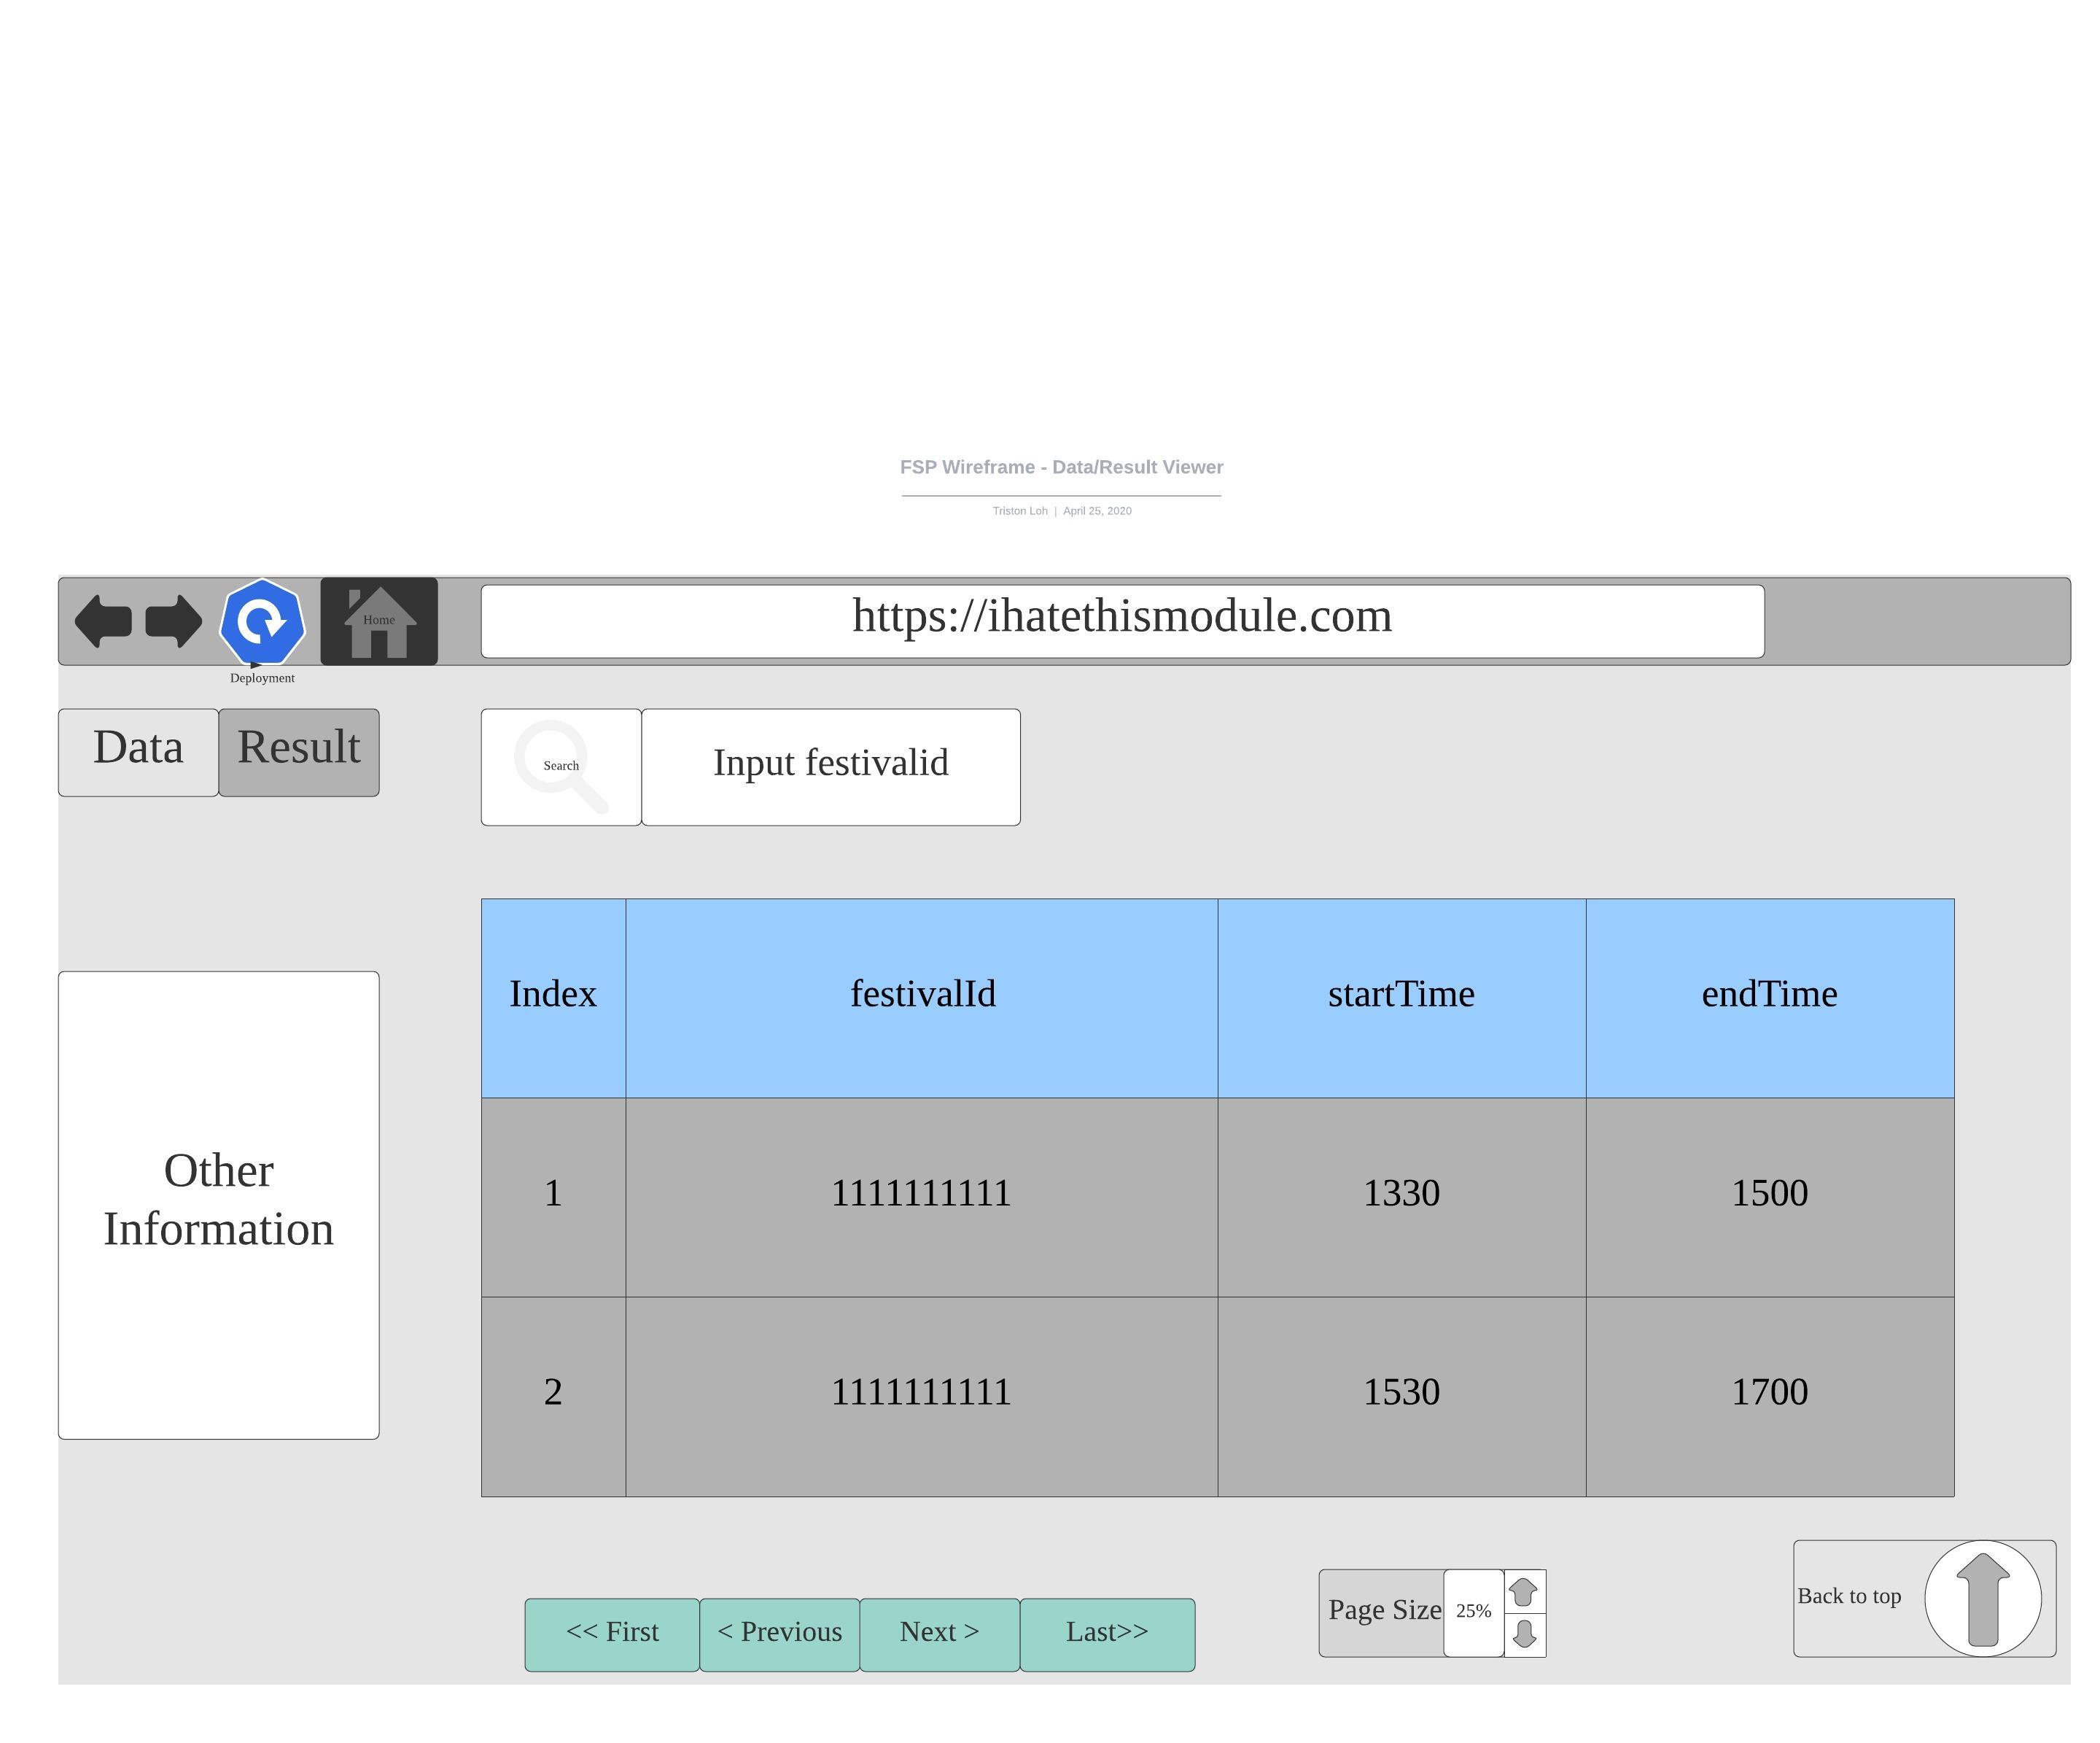 FSP Wireframe - Data/Result Viewer
Triston Loh | April 25, 2020
Home
https://ihatethismodule.com
Deployment
Data
Result
Search
Input festivalid
Index festivalId startTime endTime
1 1111111111 1330 1500
2 1111111111 1530 1700
Other
Information
<< First
< Previous
Next >
Last>>
Page Size
25%
Back to top